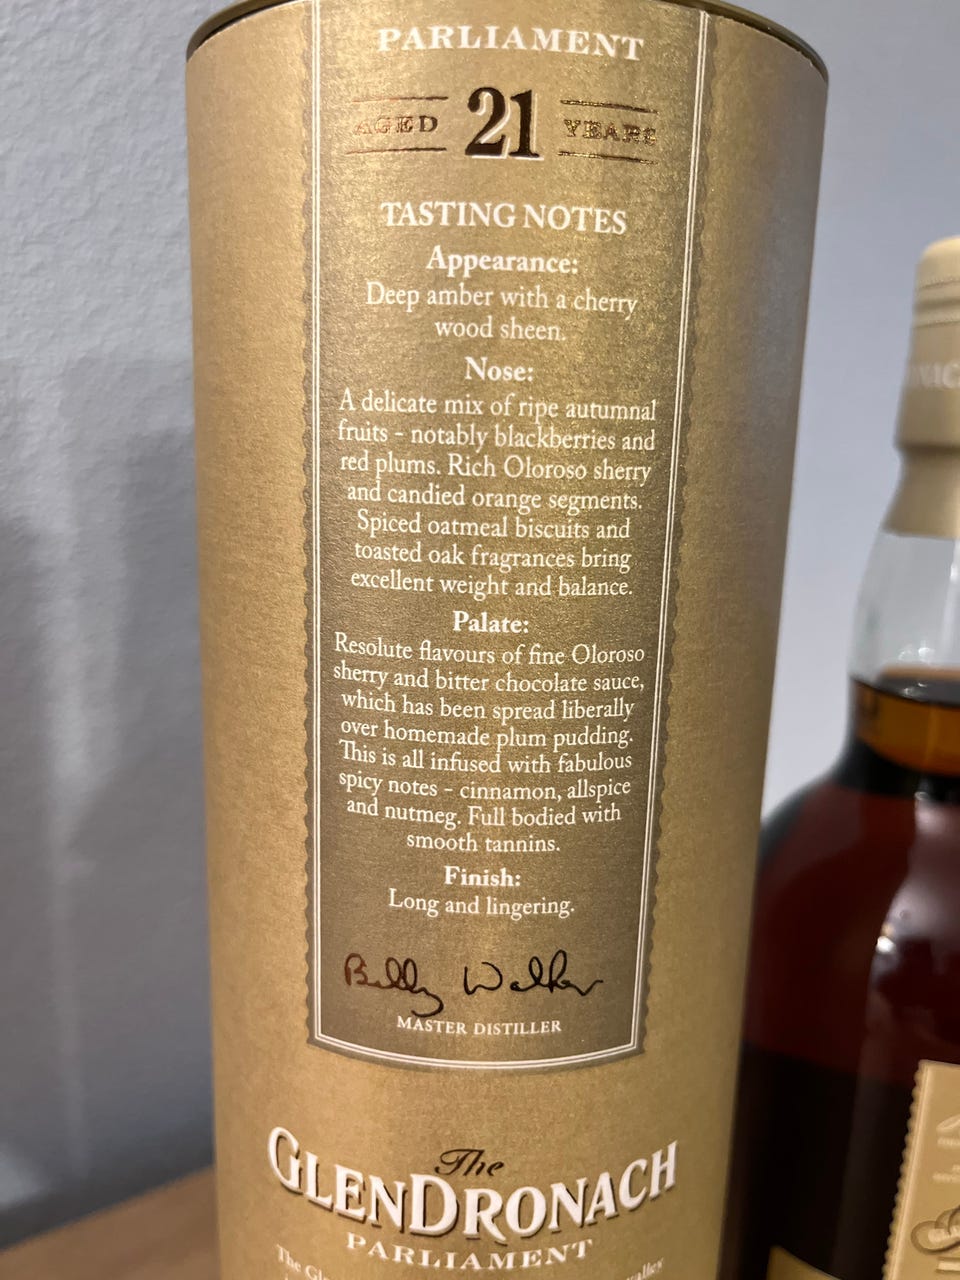 PARLIAMENT
AGED 21 YEARS
TASTING NOTES
Appearance:
Deep amber with a cherry
wood sheen.
Nose:
A delicate mix of ripe autumnal
fruits - notably blackberries and
red plums. Rich Oloroso sherry
and candied orange segments.
Spiced oatmeal biscuits and
toasted oak fragrances bring
excellent weight and balance.
Palate:
Resolute flavours of fine Oloroso
sherry and bitter chocolate sauce,
which has been spread liberally
over homemade plum pudding.
This is all infused with fabulous
spicy notes - cinnamon, allspice
and nutmeg. Full bodied with
smooth tannins.
Finish:
Long and lingering.
Billy Walker
MASTER DISTILLER
The
GLENDRONACH
PARLIAMENT
The